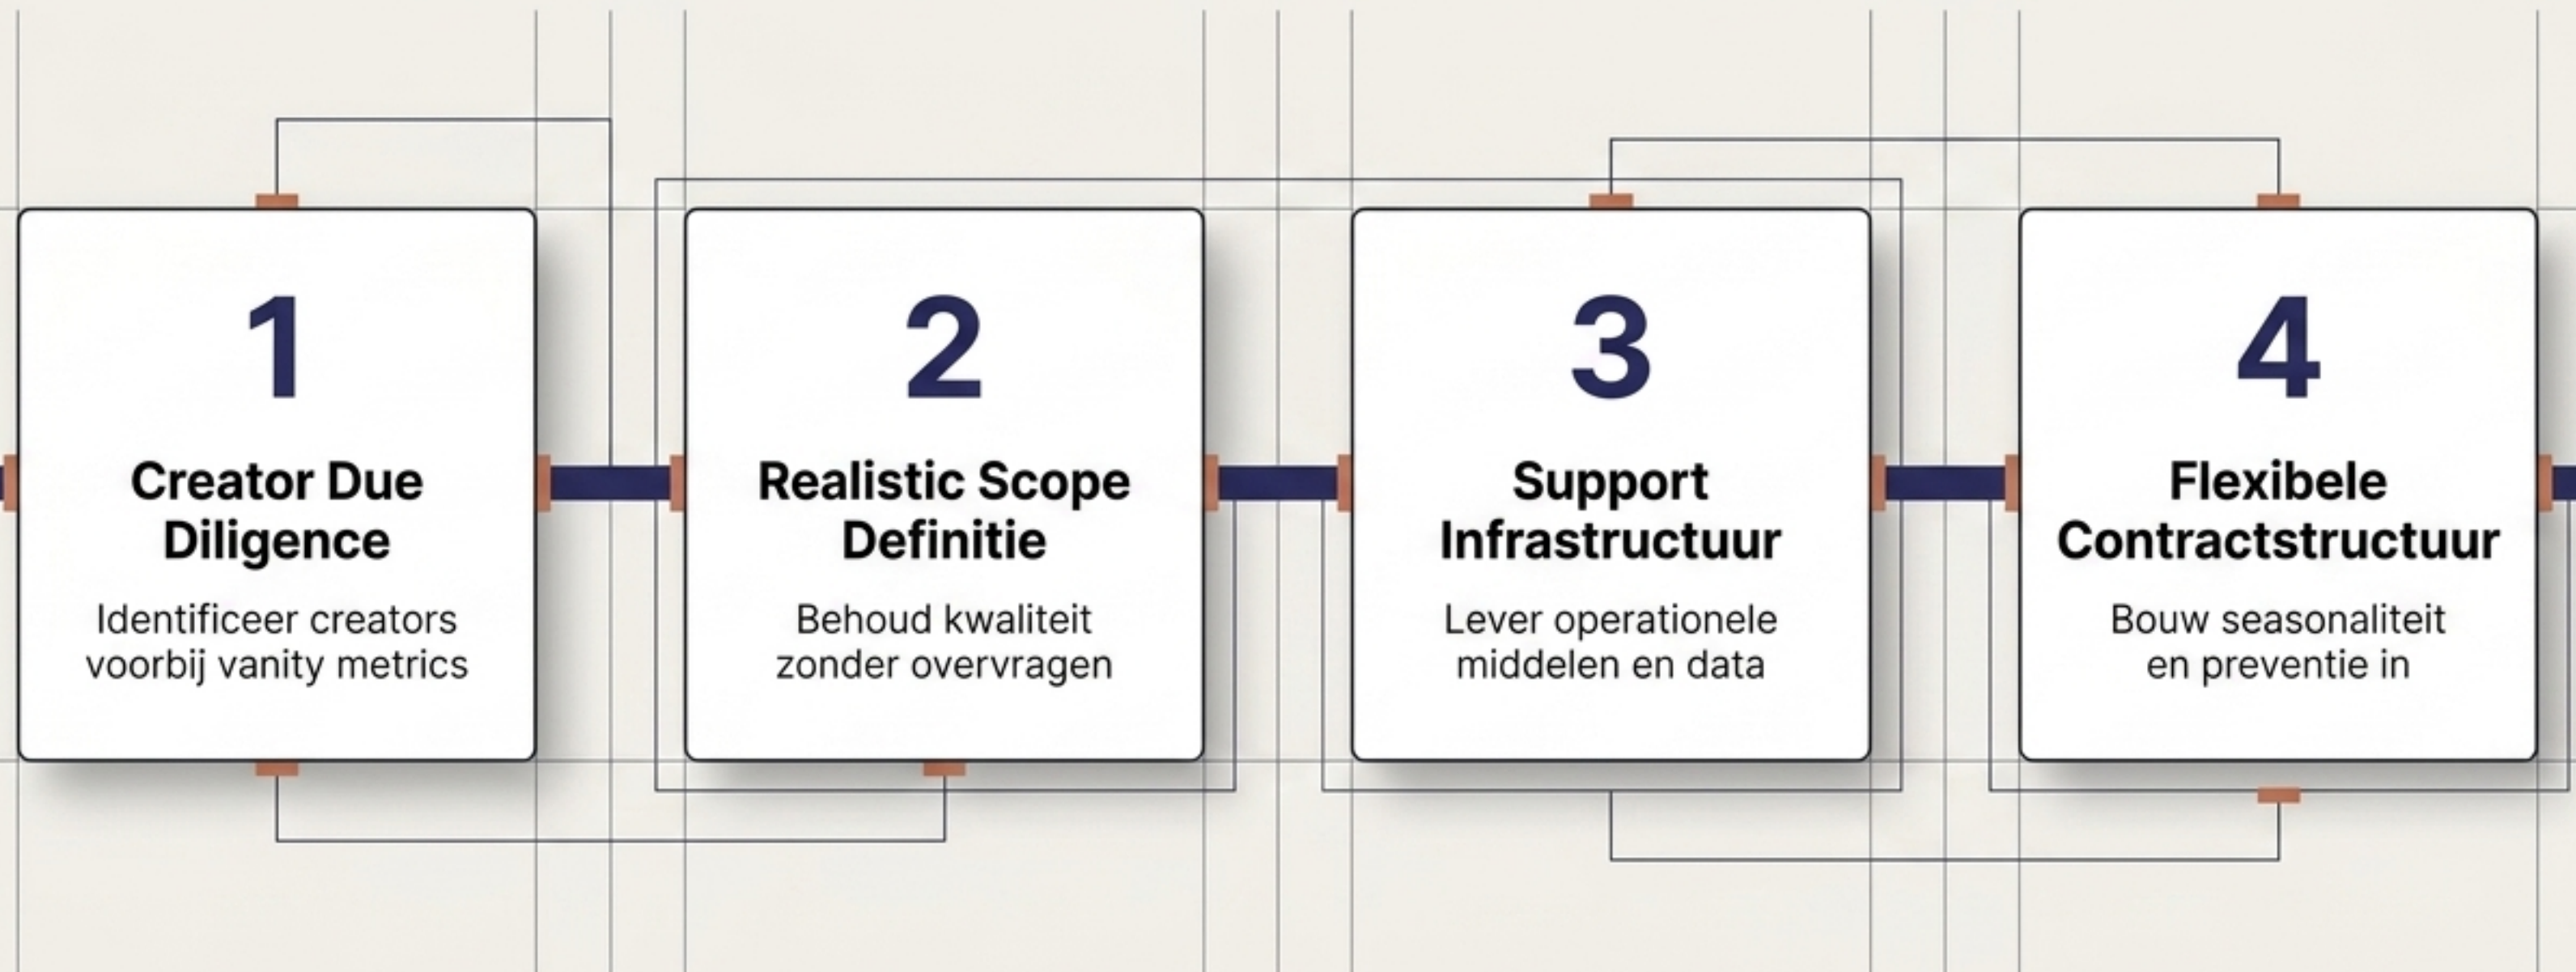 1
Creator Due
Diligence
Identificeer creators
voorbij vanity metrics
2
Realistic Scope
Definitie
Behoud kwaliteit
zonder overvragen
3
Support
Infrastructuur
Lever operationele
middelen en data
4
Flexibele
Contractstructuur
Bouw seasonaliteit
en preventie in